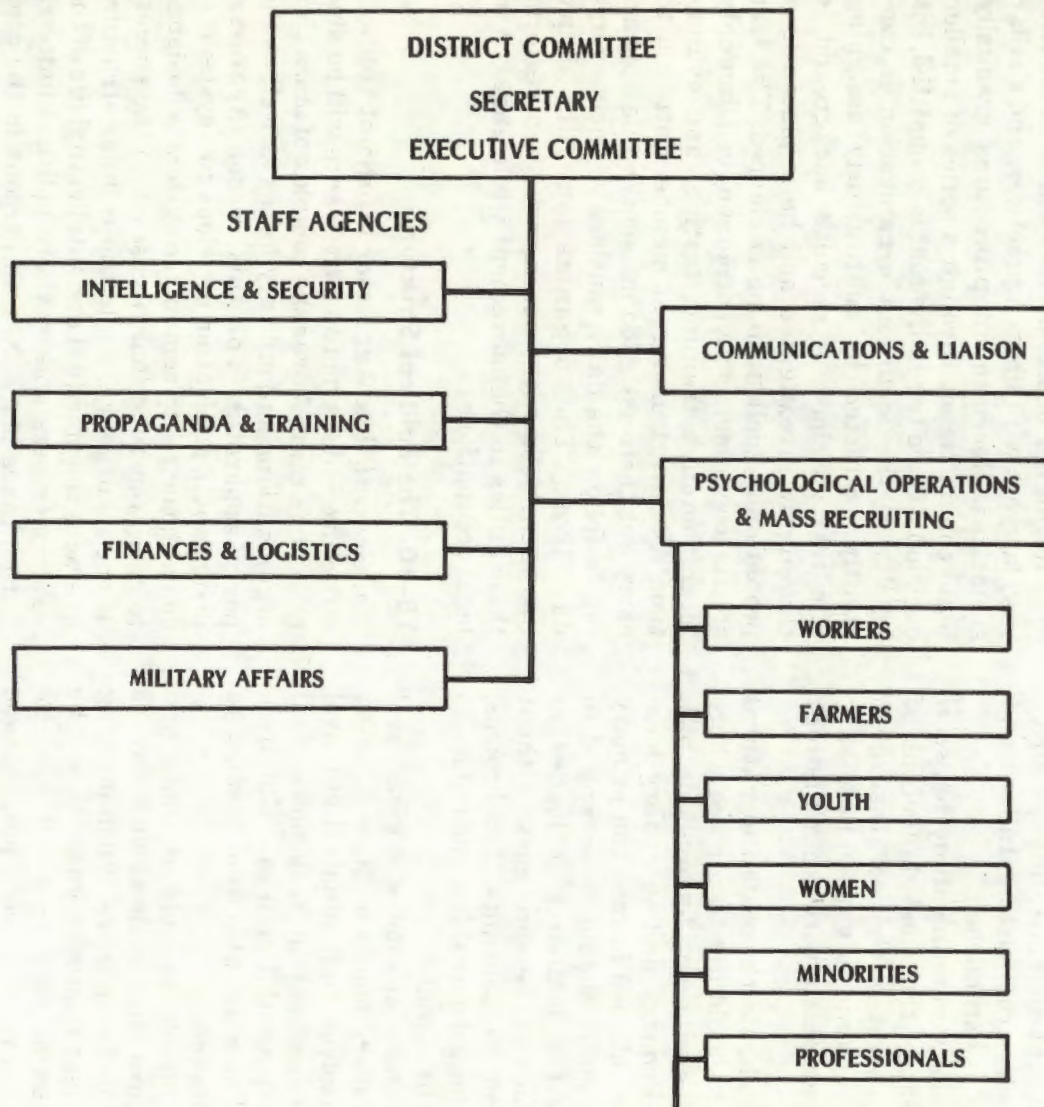 DISTRICT COMMITTEE
SECRETARY
EXECUTIVE COMMITTEE
STAFF AGENCIES
INTELLIGENCE & SECURITY
COMMUNICATIONS & LIAISON
PROPAGANDA & TRAINING
PSYCHOLOGICAL OPERATIONS
& MASS RECRUITING
FINANCES & LOGISTICS
WORKERS
MILITARY AFFAIRS
FARMERS
YOUTH
WOMEN
MINORITIES
PROFESSIONALS